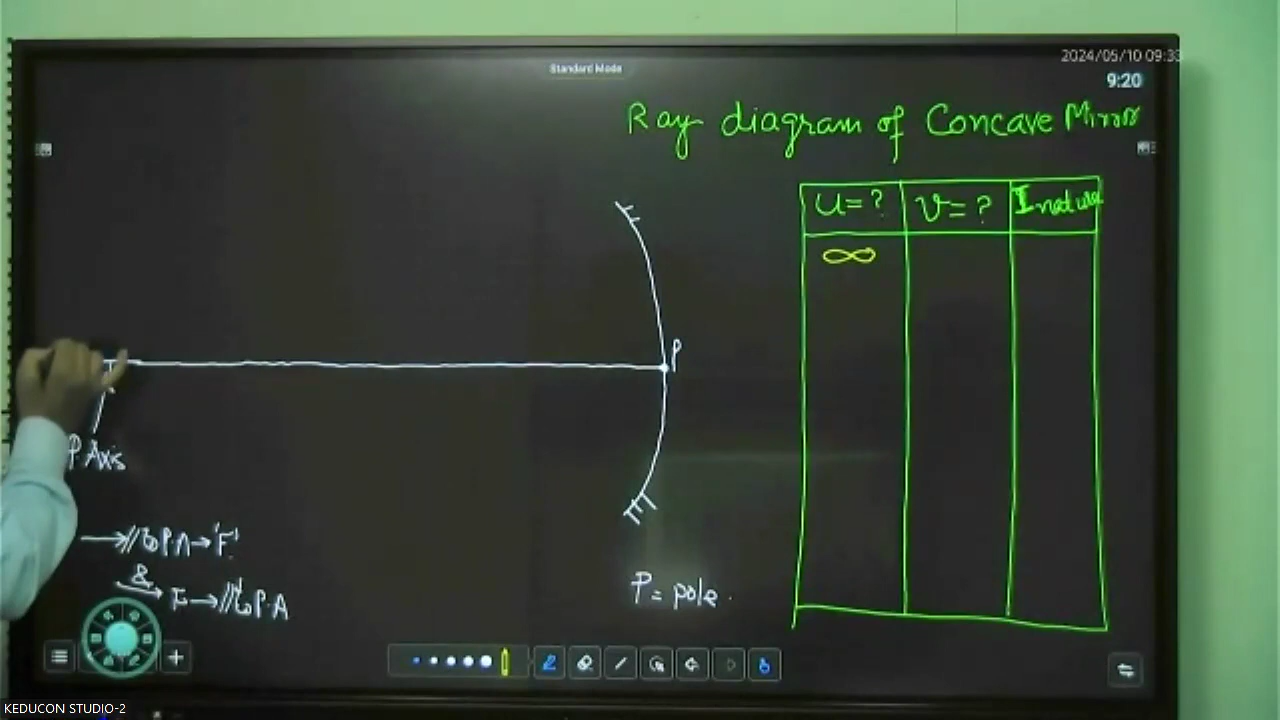 2024/05/10 09:33
Standard Mode
9:20
Ray diagram of Concave Mirror
U=? V=? I natural
∞
P
P. Axis
→//to P.A→'F'
&
→ F→//l to P.A
P = pole.
KEDUCON STUDIO-2